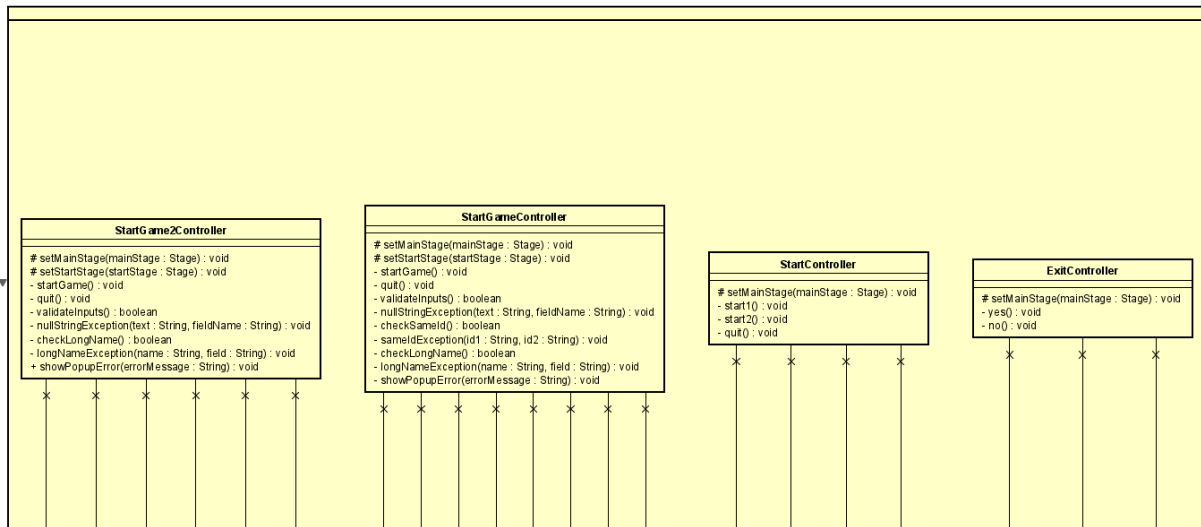 StartGame2Controller
# setMainStage(mainStage : Stage) : void
# setStartStage(startStage : Stage) : void
- startGame() : void
- quit() : void
- validateInputs() : boolean
- nullStringException(text : String, fieldName : String) : void
- checkLongName() : boolean
- longNameException(name : String, field : String) : void
+ showPopupError(errorMessage : String) : void
StartGameController
# setMainStage(mainStage : Stage) : void
# setStartStage(startStage : Stage) : void
- startGame() : void
- quit() : void
- validateInputs() : boolean
- nullStringException(text : String, fieldName : String) : void
- checkSameId() : boolean
- sameIdException(id1 : String, id2 : String) : void
- checkLongName() : boolean
- longNameException(name : String, field : String) : void
- showPopupError(errorMessage : String) : void
StartController
# setMainStage(mainStage : Stage) : void
- start1() : void
- start2() : void
- quit() : void
ExitController
# setMainStage(mainStage : Stage) : void
- yes() : void
- no() : void